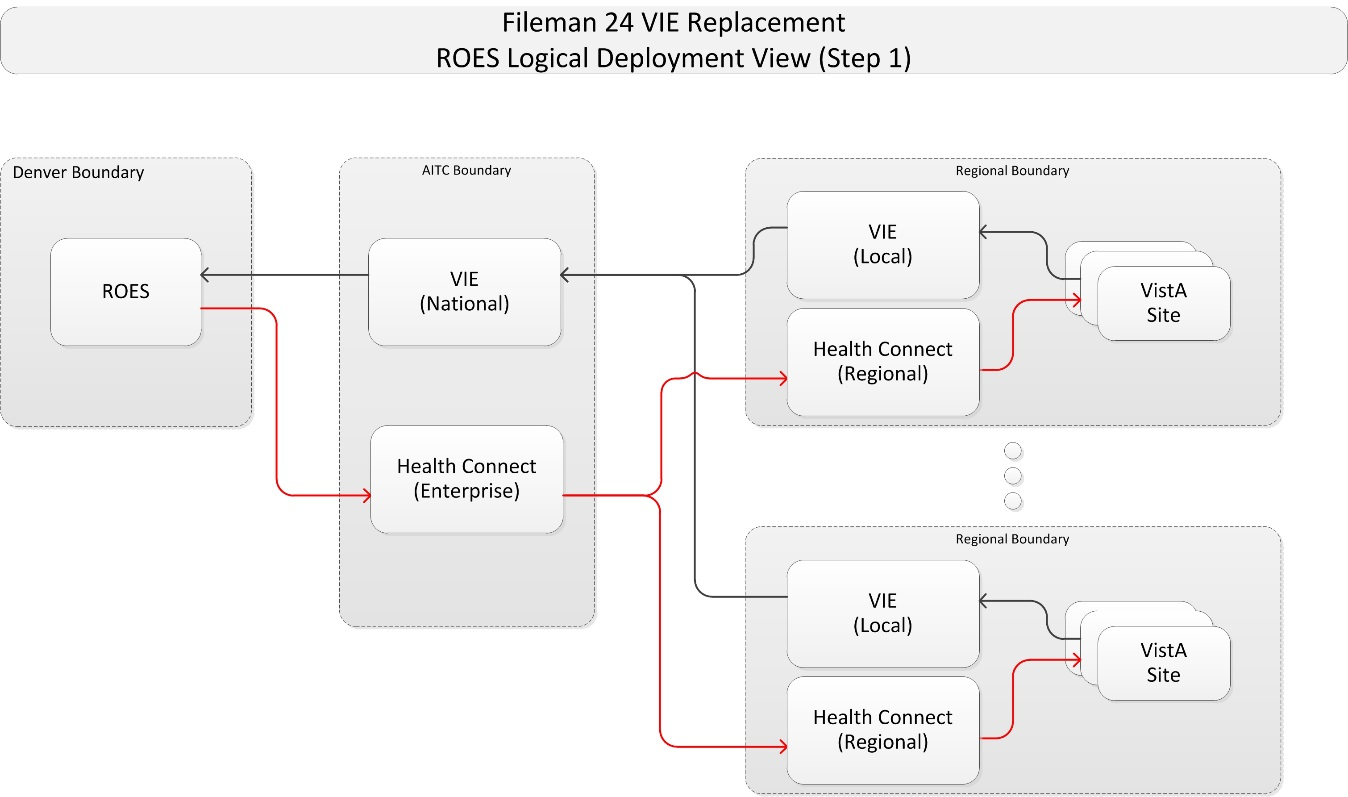 Fileman 24 VIE Replacement
ROES Logical Deployment View (Step 1)
Denver Boundary
ROES
AITC Boundary
VIE
(National)
Health Connect
(Enterprise)
Regional Boundary
VIE
(Local)
Health Connect
(Regional)
VistA
Site
Regional Boundary
VIE
(Local)
Health Connect
(Regional)
VistA
Site